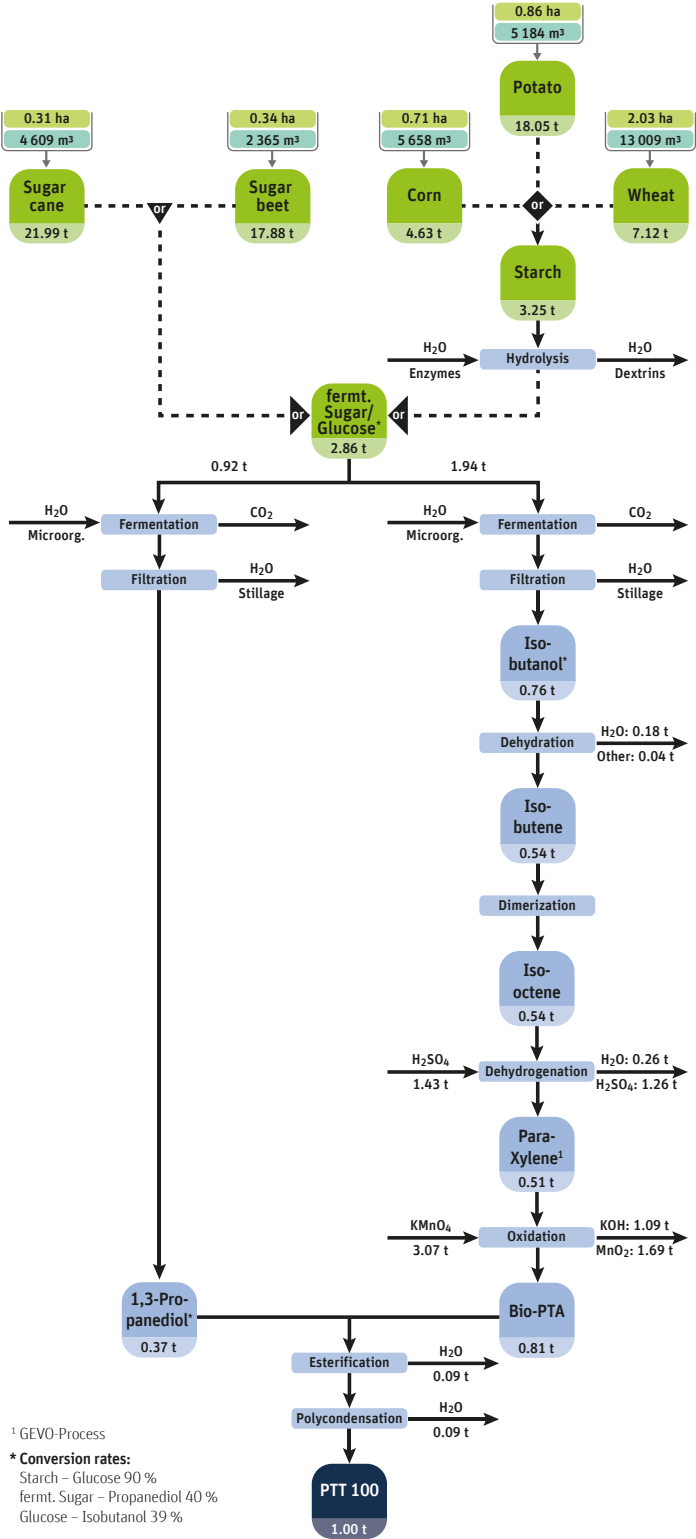 0.86 ha
5 184 m³
Potato
18.05 t
0.31 ha
4 609 m³
0.34 ha
2 365 m³
0.71 ha
5 658 m³
2.03 ha
13 009 m³
Sugar
cane
21.99 t
or
Sugar
beet
17.88 t
Corn
4.63 t
or
Wheat
7.12 t
Starch
3.25 t
H₂O
Enzymes
Hydrolysis
H₂O
Dextrins
or
fermt.
Sugar/
Glucose*
2.86 t
or
0.92 t
1.94 t
H₂O
Microorg.
Fermentation
CO₂
H₂O
Microorg.
Fermentation
CO₂
Filtration
H₂O
Stillage
Filtration
H₂O
Stillage
Iso-
butanol*
0.76 t
Dehydration
H₂O: 0.18 t
Other: 0.04 t
Iso-
butene
0.54 t
Dimerization
Iso-
octene
0.54 t
H₂SO₄
1.43 t
Dehydrogenation
H₂O: 0.26 t
H₂SO₄: 1.26 t
Para-
Xylene¹
0.51 t
KMnO₄
3.07 t
Oxidation
KOH: 1.09 t
MnO₂: 1.69 t
1,3-Pro-
panediol*
0.37 t
Bio-PTA
0.81 t
Esterification
H₂O
0.09 t
Polycondensation
H₂O
0.09 t
PTT 100
1.00 t
¹ GEVO-Process
* Conversion rates:
Starch – Glucose 90 %
fermt. Sugar – Propanediol 40 %
Glucose – Isobutanol 39 %